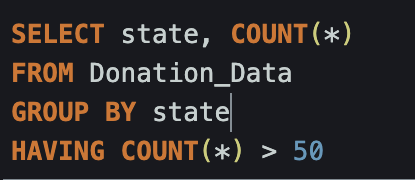 SELECT state, COUNT(*)
FROM Donation_Data
GROUP BY state
HAVING COUNT(*) > 50